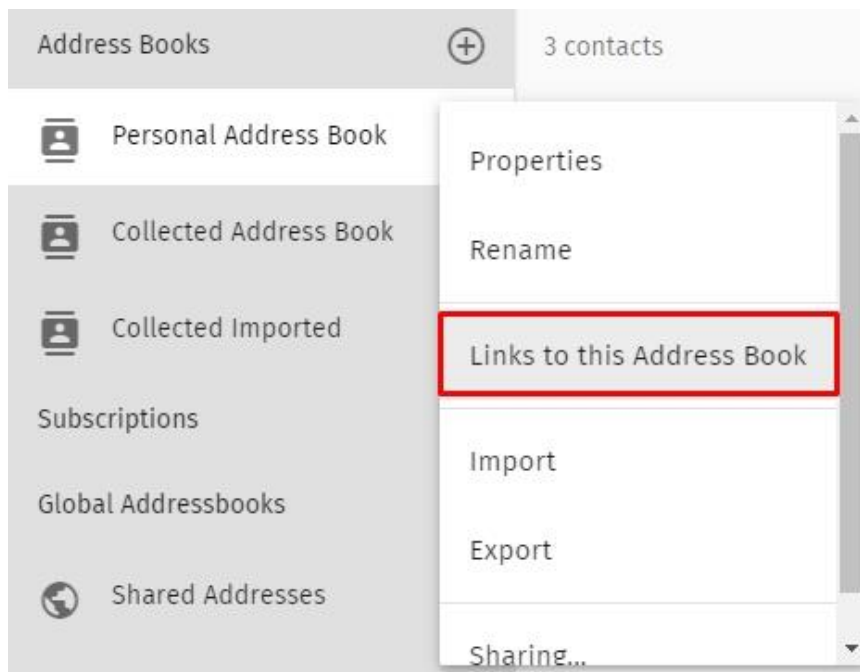 Address Books
3 contacts
Personal Address Book
Collected Address Book
Collected Imported
Subscriptions
Global Addressbooks
Shared Addresses
Properties
Rename
Links to this Address Book
Import
Export
Sharing...